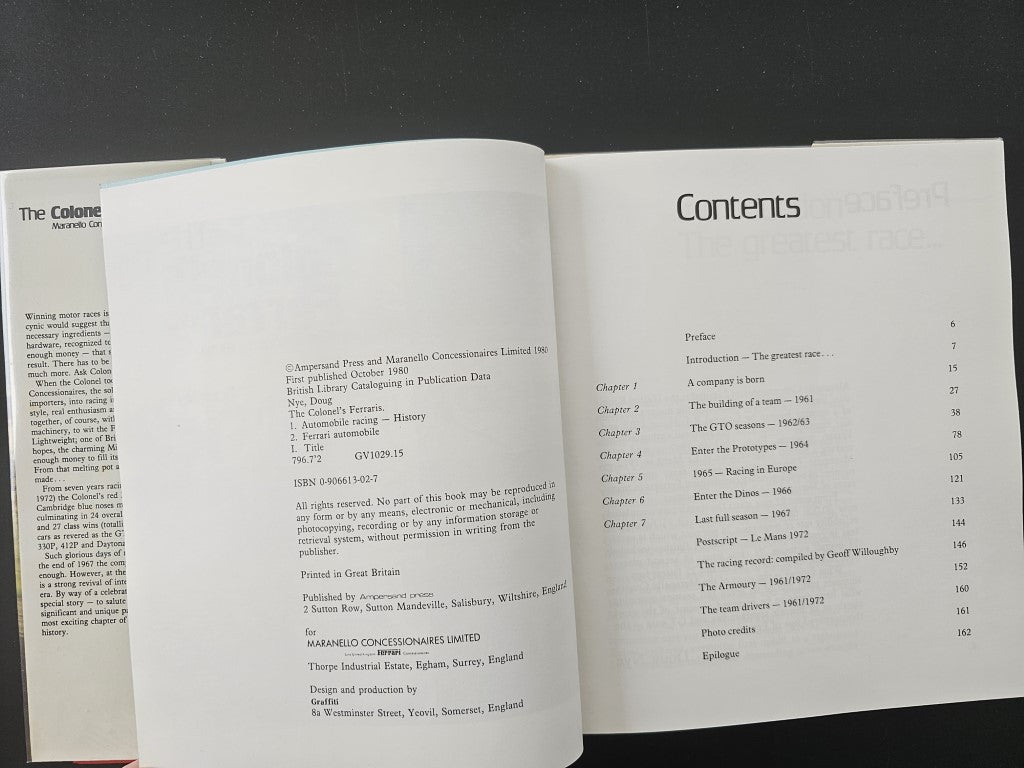 The Colone
Maranello Con
Winning motor races is
cynic would suggest tha
necessary ingredients —
hardware, recognized to
enough money — that
result. There has to be
much more. Ask Colon
When the Colonel too
Concessionaires, the so
importers, into racing i
style, real enthusiasm a
together, of course, wit
machinery, to wit the F
Lightweight; one of Bri
hopes, the charming Mi
enough money to fill its
From that melting pot a
made...
From seven years raci
1972) the Colonel's red
Cambridge blue noses m
culminating in 24 overal
and 27 class wins (totalli
cars as revered as the G
330P, 412P and Daytona
Such glorious days of
the end of 1967 the com
enough. However, at the
is a strong revival of inte
era. By way of a celebrat
special story — to salute
significant and unique pa
most exciting chapter of
history.
©Ampersand Press and Maranello Concessionaires Limited 1980
First published October 1980
British Library Cataloguing in Publication Data
Nye, Doug
The Colonel's Ferraris.
1. Automobile racing — History
2. Ferrari automobile
I. Title
796.7'2 GV1029.15
ISBN 0-906613-02-7
All rights reserved. No part of this book may be reproduced in
any form or by any means, electronic or mechanical, including
photocopying, recording or by any information storage or
retrieval system, without permission in writing from the
publisher.
Printed in Great Britain
Published by Ampersand press
2 Sutton Row, Sutton Mandeville, Salisbury, Wiltshire, England
for
MARANELLO CONCESSIONAIRES LIMITED
Ferrari
Thorpe Industrial Estate, Egham, Surrey, England
Design and production by
Graffiti
8a Westminster Street, Yeovil, Somerset, England
Contents
Preface 6
Introduction — The greatest race... 7
Chapter 1 A company is born 15
Chapter 2 The building of a team — 1961 27
Chapter 3 The GTO seasons — 1962/63 38
Chapter 4 Enter the Prototypes — 1964 78
Chapter 5 1965 — Racing in Europe 105
Chapter 6 Enter the Dinos — 1966 121
Chapter 7 Last full season — 1967 133
Postscript — Le Mans 1972 144
The racing record: compiled by Geoff Willoughby 146
The Armoury — 1961/1972 152
The team drivers — 1961/1972 160
Photo credits 161
Epilogue 162